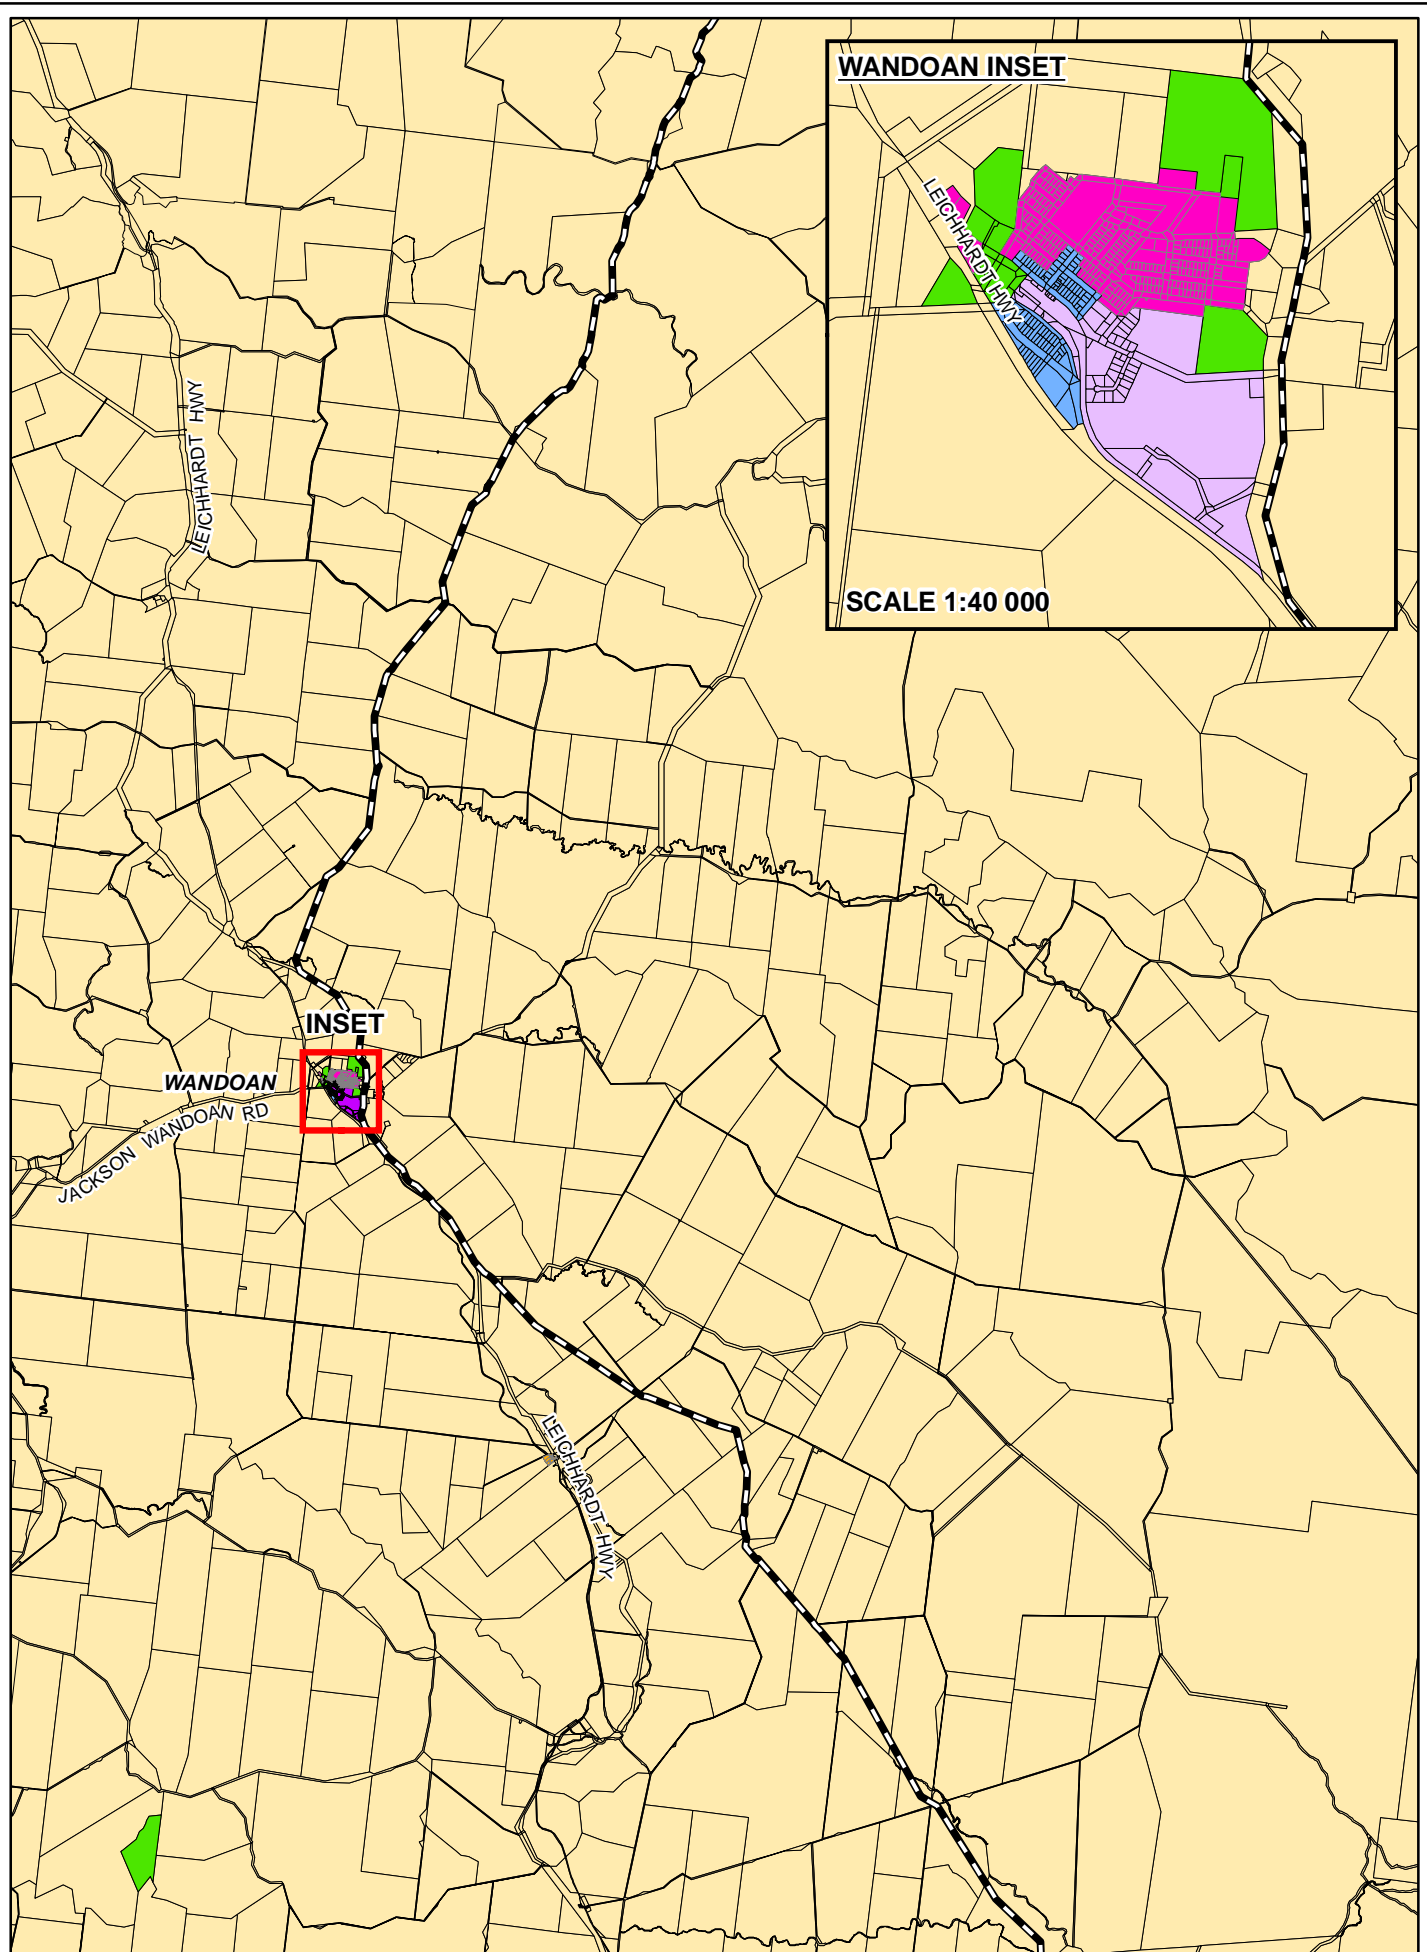 WANDOAN INSET
LEICHHARDT HWY
SCALE 1:40 000
LEICHHARDT HWY
INSET
WANDOAN
JACKSON WANDOAN RD
LEICHHARDT HWY